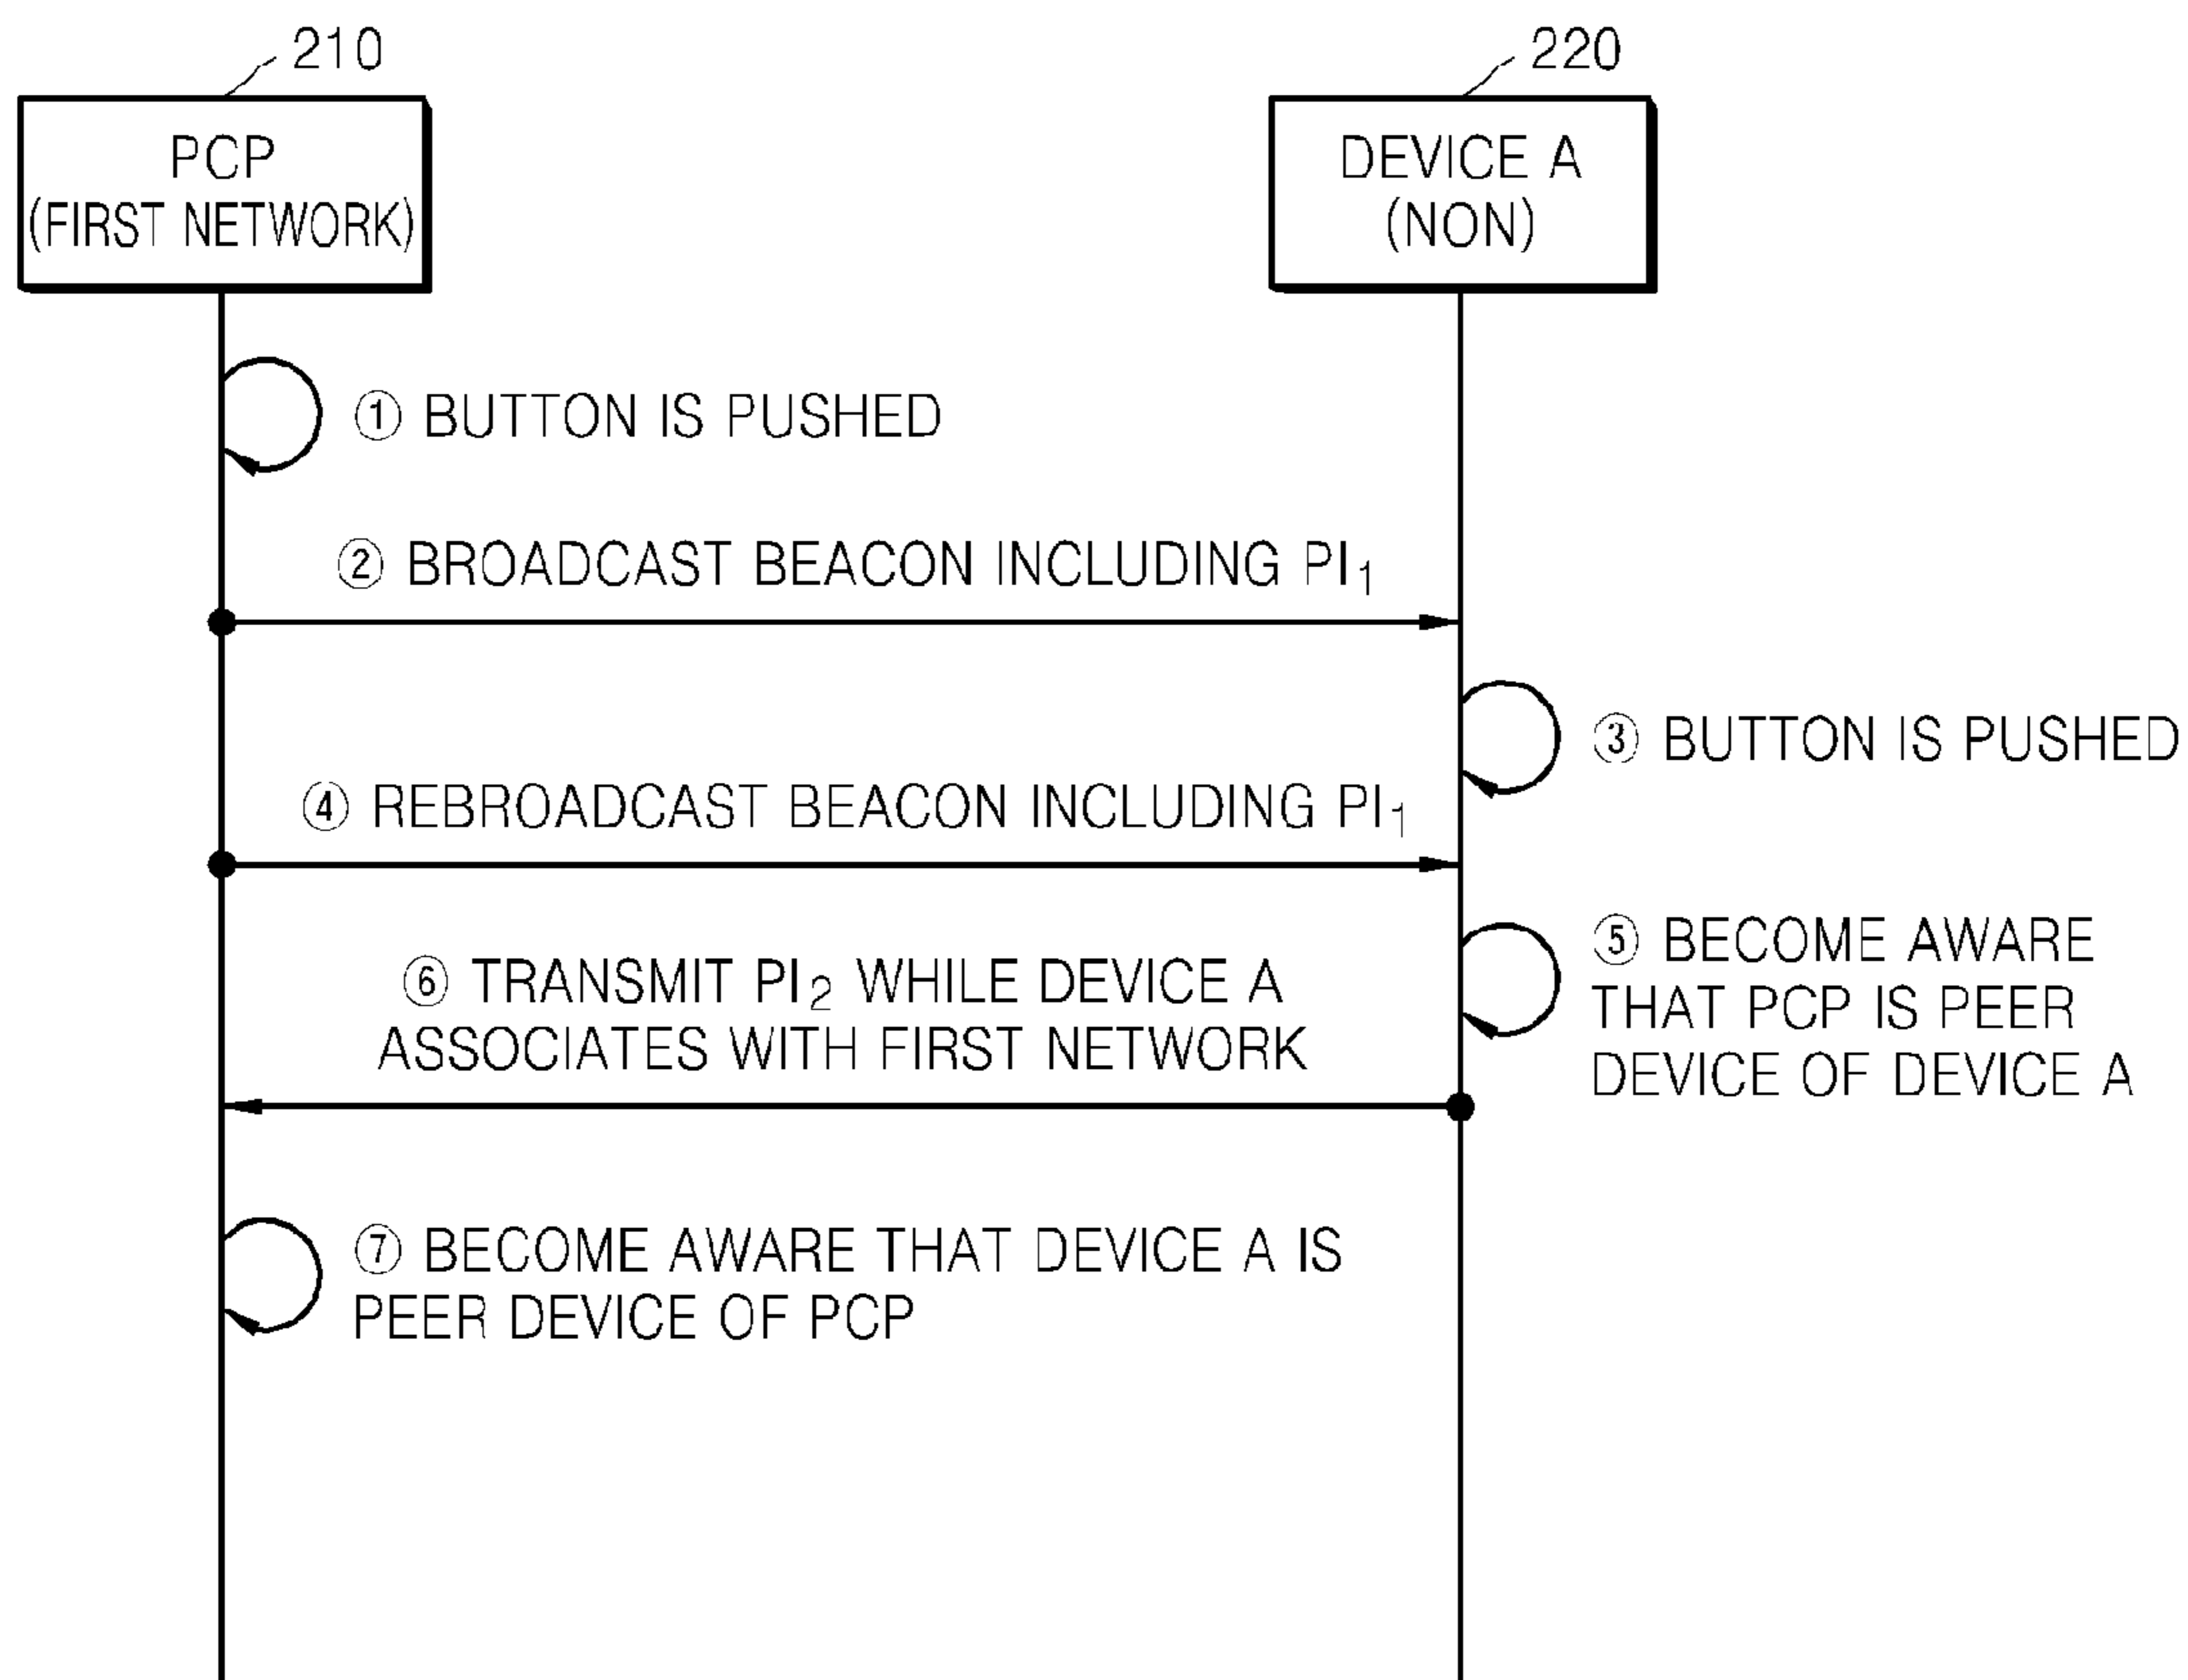 210
220
PCP
(FIRST NETWORK)
DEVICE A
(NON)
① BUTTON IS PUSHED
② BROADCAST BEACON INCLUDING PI₁
③ BUTTON IS PUSHED
④ REBROADCAST BEACON INCLUDING PI₁
⑤ BECOME AWARE
THAT PCP IS PEER
DEVICE OF DEVICE A
⑥ TRANSMIT PI₂ WHILE DEVICE A
ASSOCIATES WITH FIRST NETWORK
⑦ BECOME AWARE THAT DEVICE A IS
PEER DEVICE OF PCP